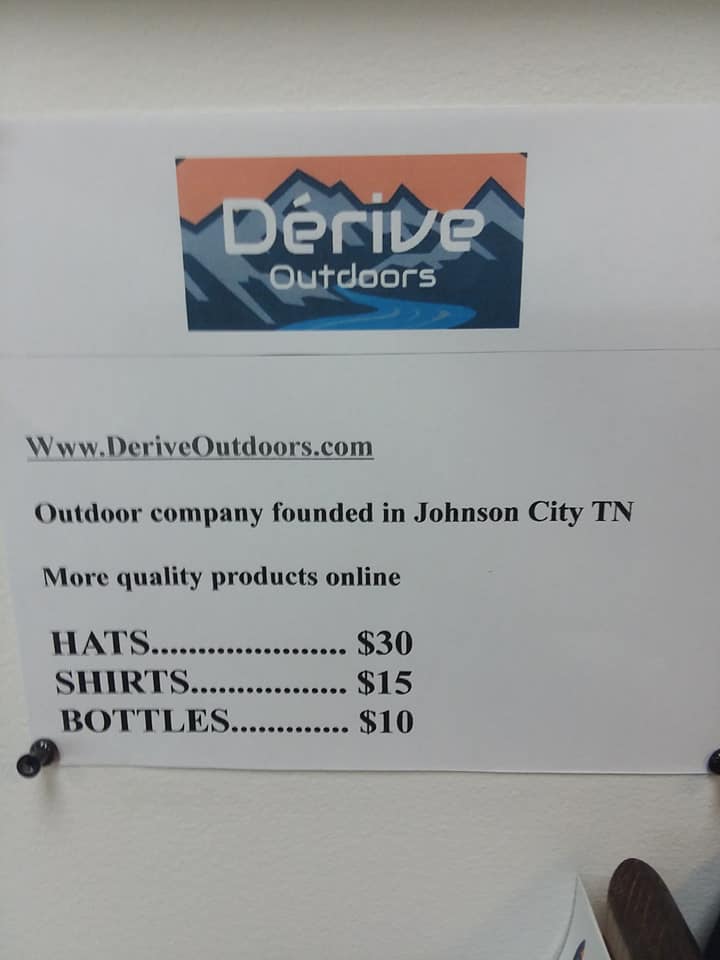 Dérive
Outdoors
Www.DeriveOutdoors.com
Outdoor company founded in Johnson City TN
More quality products online
HATS..................... $30
SHIRTS................. $15
BOTTLES............. $10